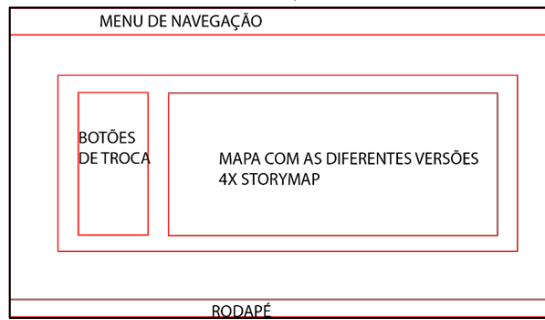 MENU DE NAVEGAÇÃO
BOTÕES
DE TROCA
MAPA COM AS DIFERENTES VERSÕES
4X STORYMAP
RODAPÉ